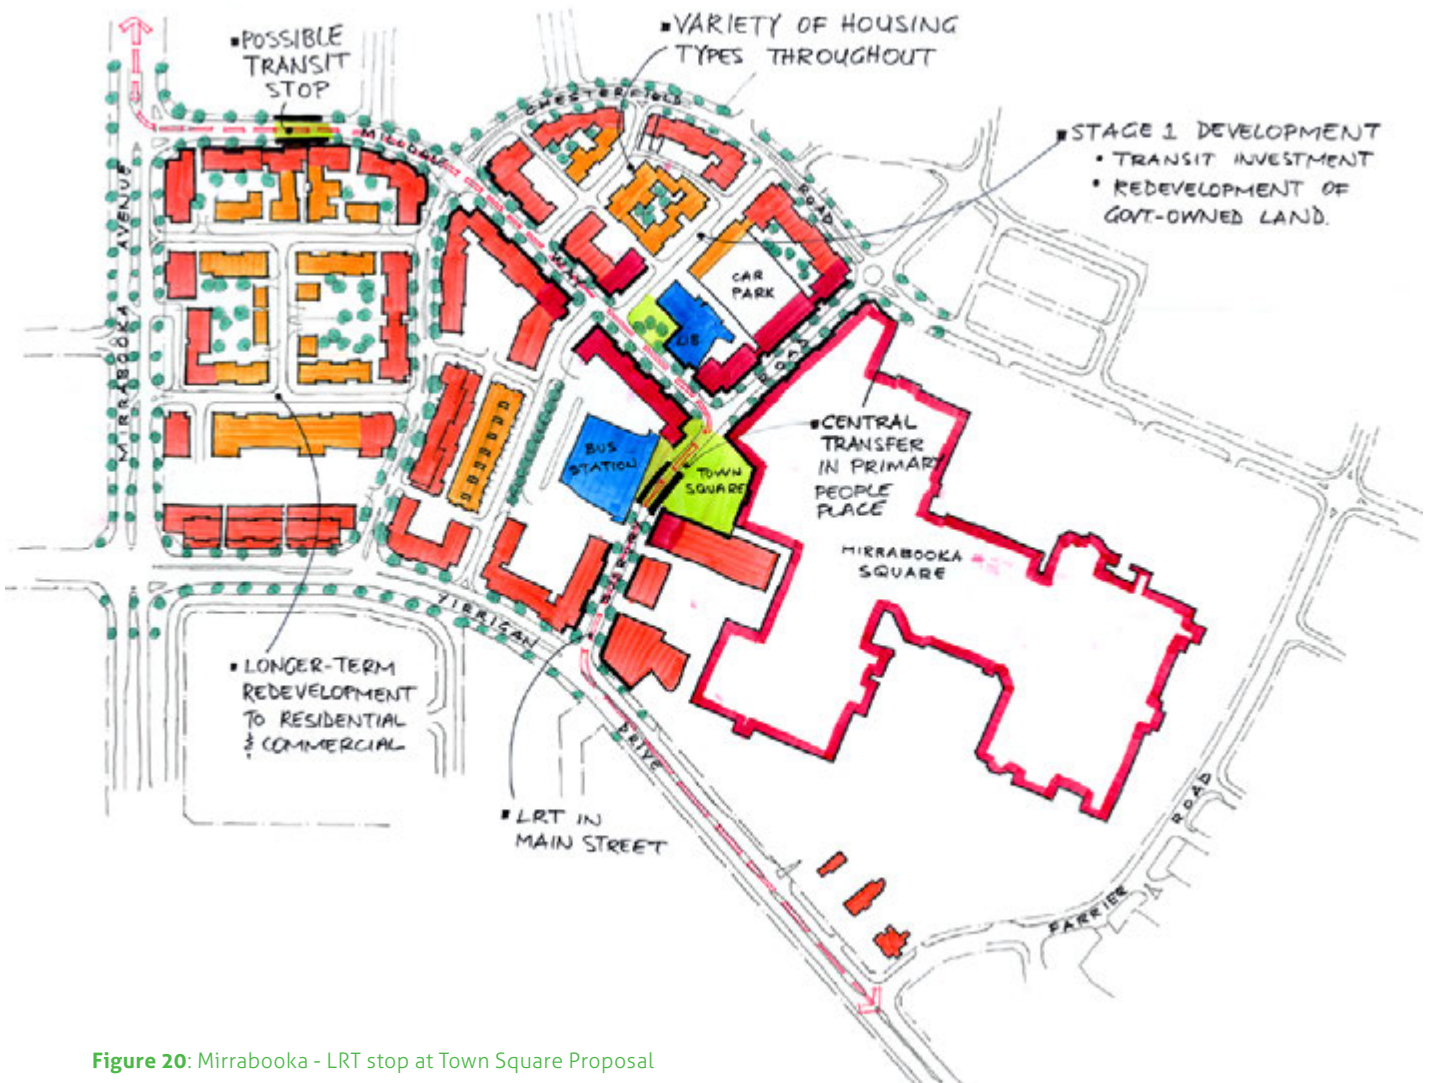 ■POSSIBLE
TRANSIT
STOP
■VARIETY OF HOUSING
TYPES THROUGHOUT
■STAGE 1 DEVELOPMENT
• TRANSIT INVESTMENT
• REDEVELOPMENT OF
GOVT-OWNED LAND.
CHESTERFIELD
ROAD
MILLDALE
WAY
MIRRABOOKA AVENUE
CAR
PARK
LIB
ROAD
BUS
STATION
TOWN
SQUARE
■CENTRAL
TRANSFER
IN PRIMARY
PEOPLE
PLACE
MIRRABOOKA
SQUARE
YIRRIGAN
DRIVE
■LONGER-TERM
REDEVELOPMENT
TO RESIDENTIAL
& COMMERCIAL
■LRT IN
MAIN STREET
FARRIER
ROAD
Figure 20: Mirrabooka - LRT stop at Town Square Proposal